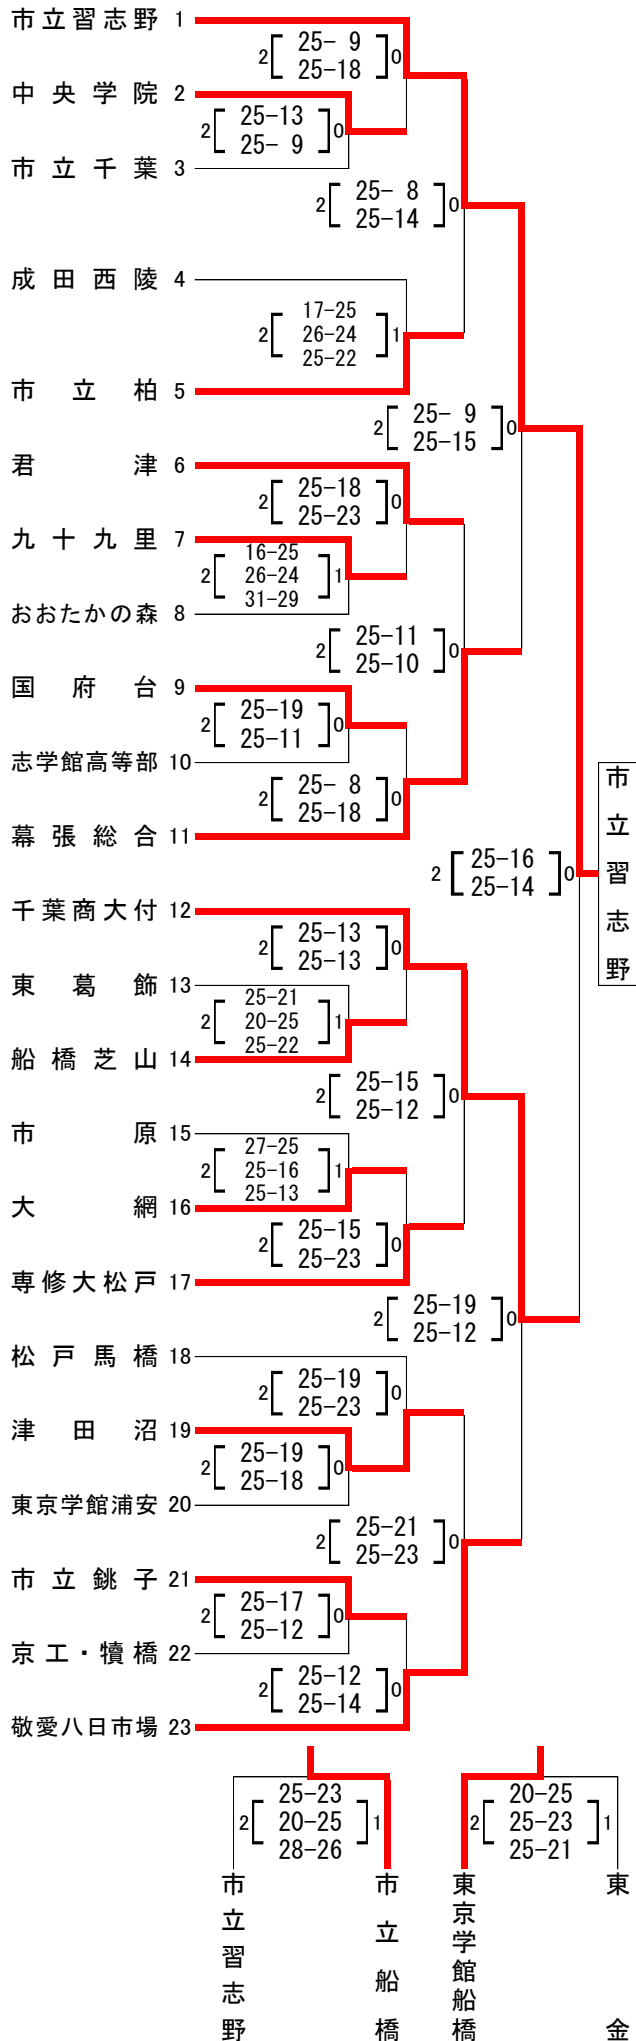 市立習志野 1
2 25- 9 0
25-18
中央学院 2
2 25-13 0
25- 9
市立千葉 3
2 25- 8 0
25-14
成田西陵 4
17-25
2 26-24 1
25-22
市立柏 5
2 25- 9 0
25-15
君津 6
2 25-18 0
25-23
九十九里 7
16-25
2 26-24 1
31-29
おおたかの森 8
2 25-11 0
25-10
国府台 9
2 25-19 0
25-11
志学館高等部 10
2 25- 8 0
25-18
幕張総合 11
市立習志野
2 25-16 0
25-14
千葉商大付 12
2 25-13 0
25-13
東葛飾 13
25-21
2 20-25 1
25-22
船橋芝山 14
2 25-15 0
25-12
市原 15
27-25
2 25-16 1
25-13
大網 16
2 25-15 0
25-23
専修大松戸 17
2 25-19 0
25-12
松戸馬橋 18
2 25-19 0
25-23
津田沼 19
2 25-19 0
25-18
東京学館浦安 20
2 25-21 0
25-23
市立銚子 21
2 25-17 0
25-12
京工・犢橋 22
2 25-12 0
25-14
敬愛八日市場 23
25-23
2 20-25 1
28-26
20-25
2 25-23 1
25-21
市立習志野
市立船橋
東京学館船橋
東金